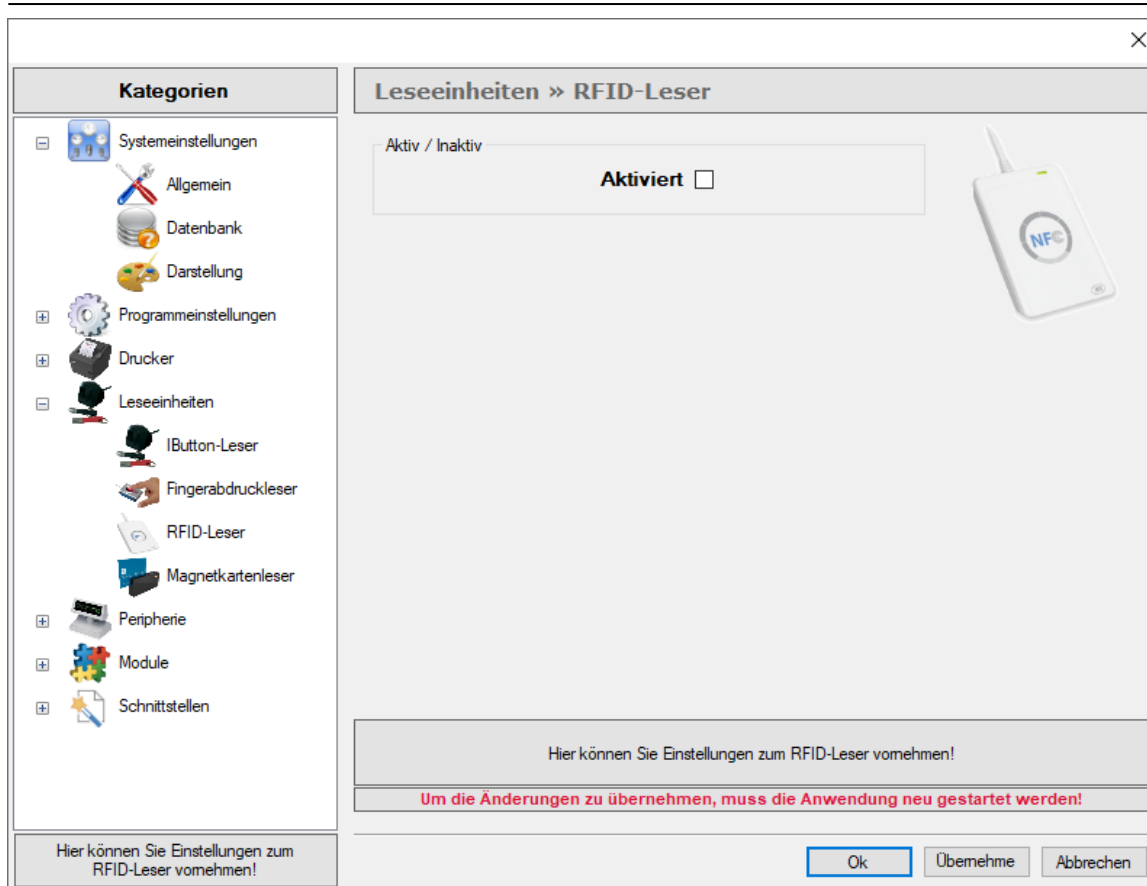 Kategorien
Systemeinstellungen
Allgemein
Datenbank
Darstellung
Programmeinstellungen
Drucker
Leseeinheiten
IButton-Leser
Fingerabdruckleser
RFID-Leser
Magnetkartenleser
Peripherie
Module
Schnittstellen
Hier können Sie Einstellungen zum
RFID-Leser vornehmen!
Leseeinheiten » RFID-Leser
Aktiv / Inaktiv
Aktiviert
NFC
Hier können Sie Einstellungen zum RFID-Leser vornehmen!
Um die Änderungen zu übernehmen, muss die Anwendung neu gestartet werden!
Ok
Übernehme
Abbrechen